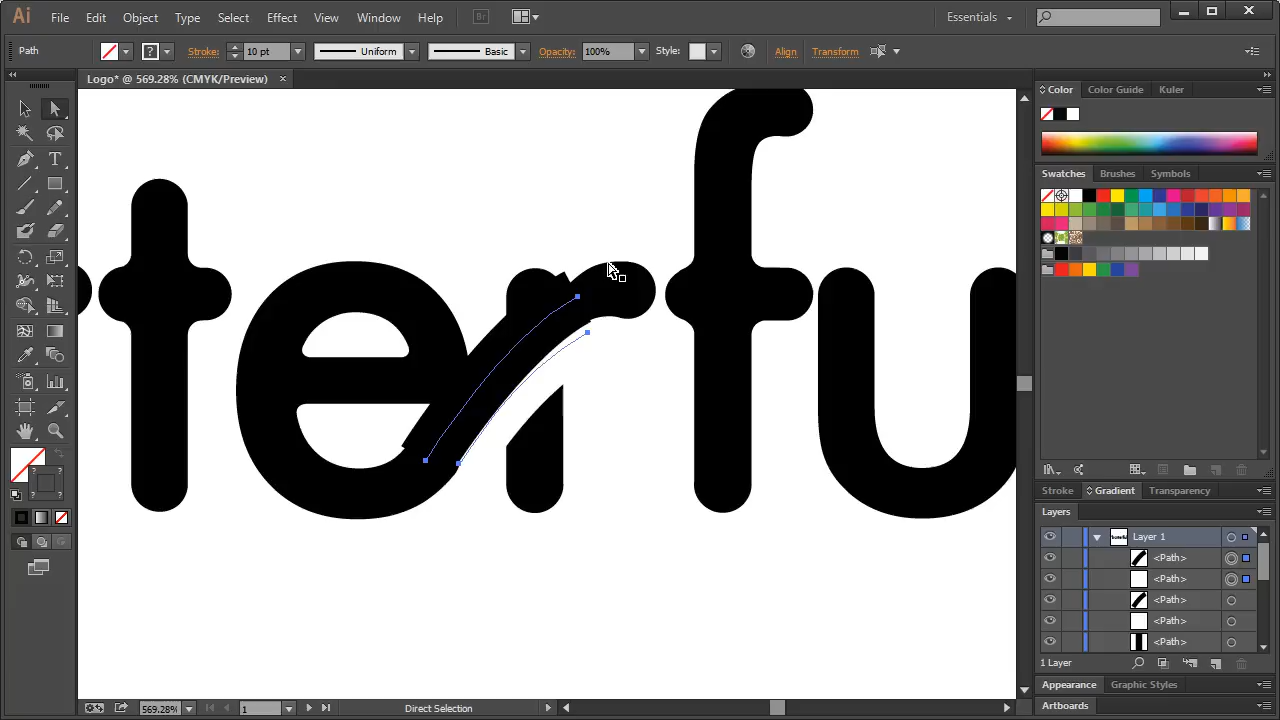 Ai File Edit Object Type Select Effect View Window Help Br Essentials
Path ? Stroke: 10 pt Uniform Basic Opacity: 100% Style: Align Transform
Logo* @ 569.28% (CMYK/Preview)
Color Color Guide Kuler
Swatches Brushes Symbols
terfu
Stroke Gradient Transparency
Layers
Layer 1
<Path>
<Path>
<Path>
<Path>
<Path>
1 Layer
Appearance Graphic Styles
Artboards
569.28% 1 Direct Selection